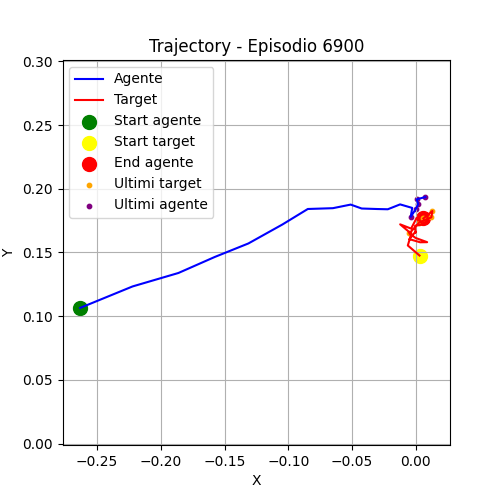 Trajectory - Episodio 6900
Agente
Target
Start agente
Start target
End agente
Ultimi target
Ultimi agente
0.30
0.25
0.20
0.15
0.10
0.05
0.00
Y
−0.25 −0.20 −0.15 −0.10 −0.05 0.00
X